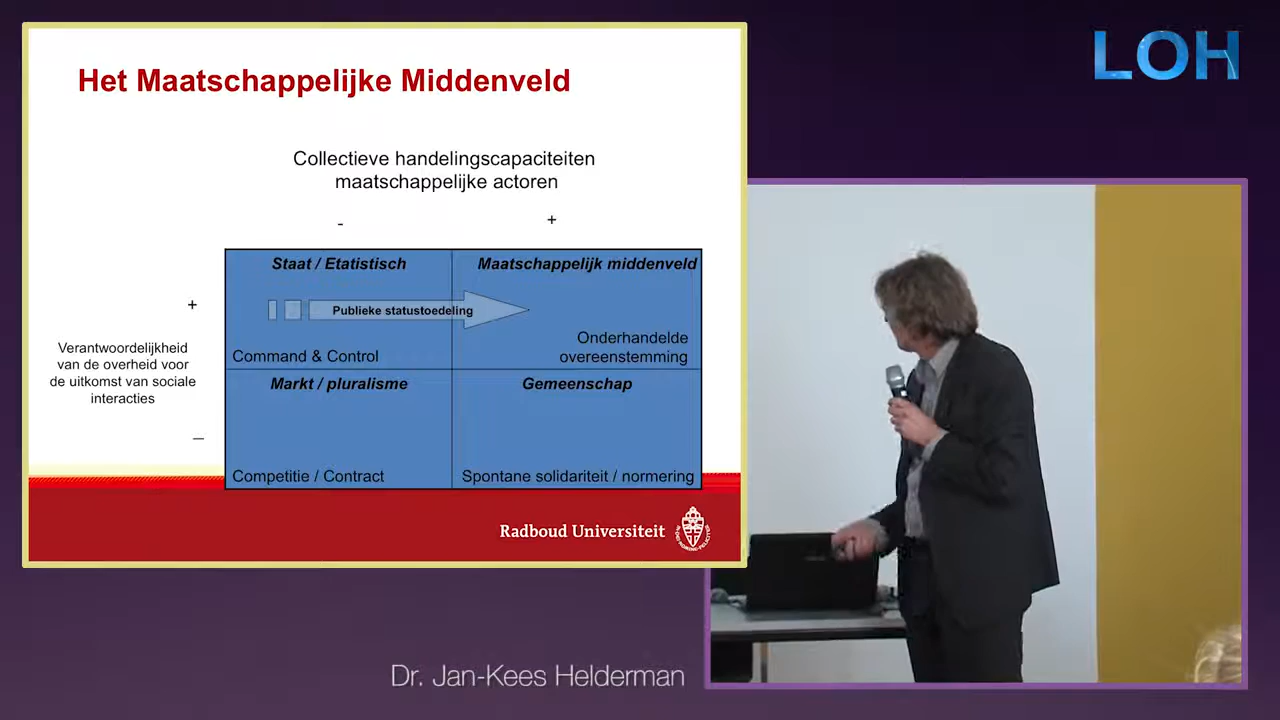 LOH
Het Maatschappelijke Middenveld
Collectieve handelingscapaciteiten
maatschappelijke actoren
- +
Staat / Etatistisch
Maatschappelijk middenveld
+
Publieke statustoedeling
Onderhandelde
overeenstemming
Command & Control
Verantwoordelijkheid
van de overheid voor
de uitkomst van sociale
interacties
Markt / pluralisme
Gemeenschap
–
Competitie / Contract
Spontane solidariteit / normering
Radboud Universiteit
Dr. Jan-Kees Helderman